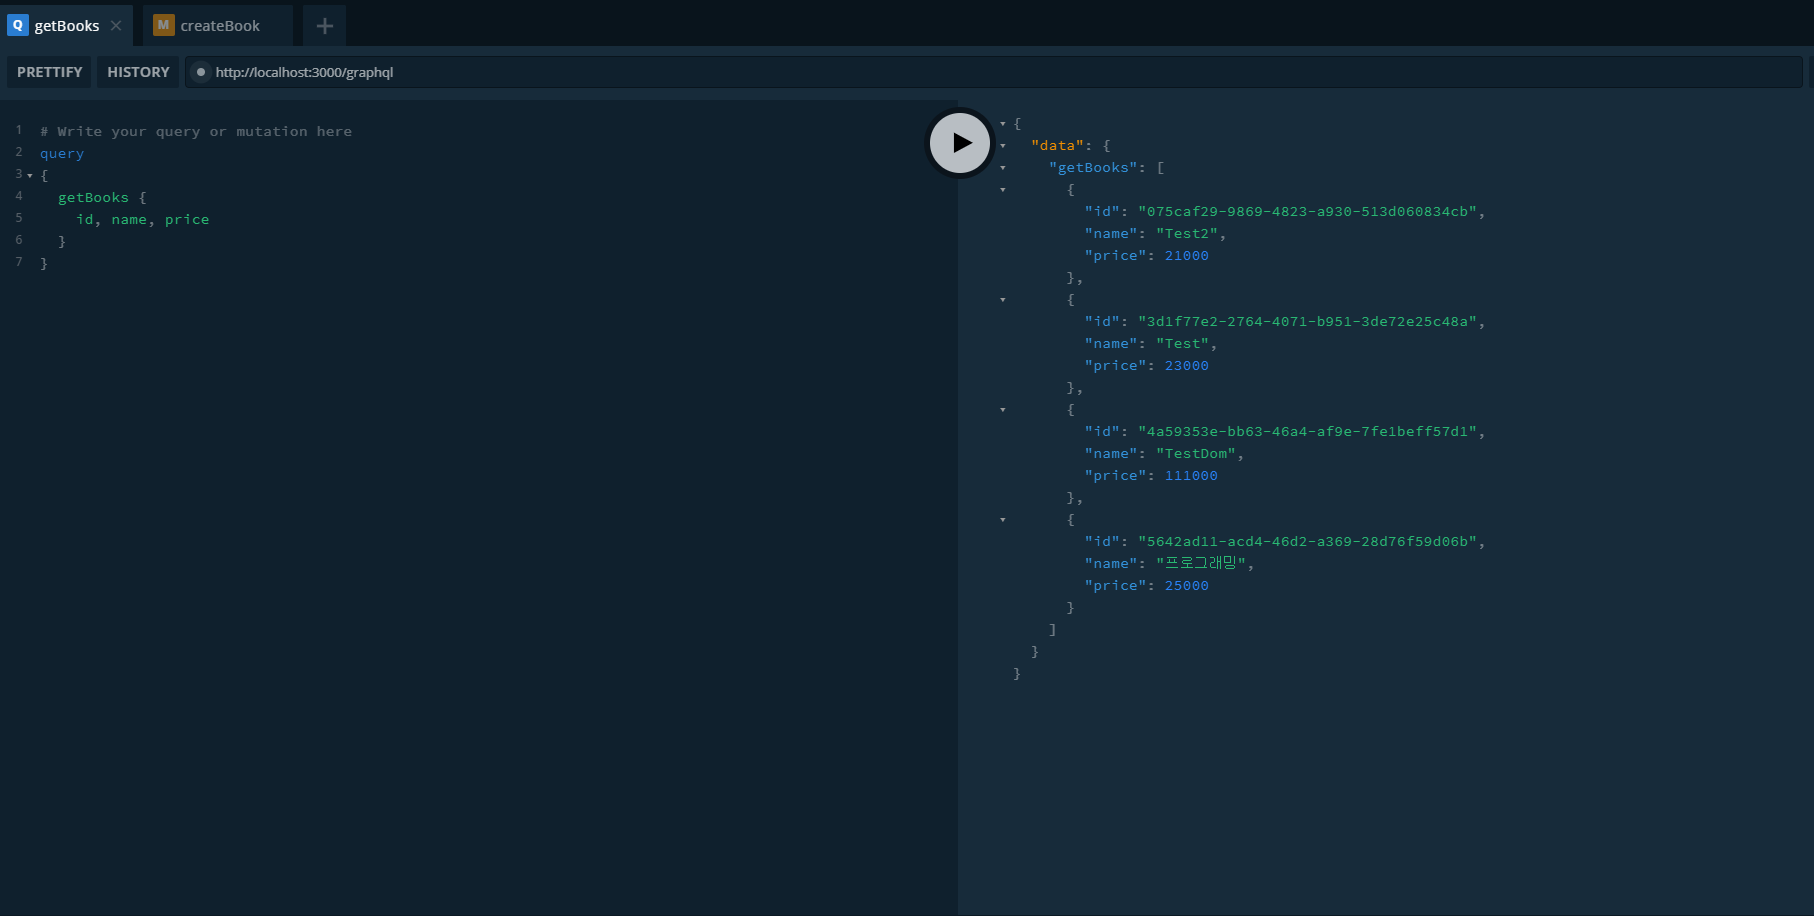 Q getBooks
M createBook
PRETTIFY HISTORY http://localhost:3000/graphql
1 # Write your query or mutation here
2 query
3 {
4 getBooks {
5 id, name, price
6 }
7 }
{
"data": {
"getBooks": [
{
"id": "075caf29-9869-4823-a930-513d060834cb",
"name": "Test2",
"price": 21000
},
{
"id": "3d1f77e2-2764-4071-b951-3de72e25c48a",
"name": "Test",
"price": 23000
},
{
"id": "4a59353e-bb63-46a4-af9e-7fe1beff57d1",
"name": "TestDom",
"price": 111000
},
{
"id": "5642ad11-acd4-46d2-a369-28d76f59d06b",
"name": "프로그래밍",
"price": 25000
}
]
}
}